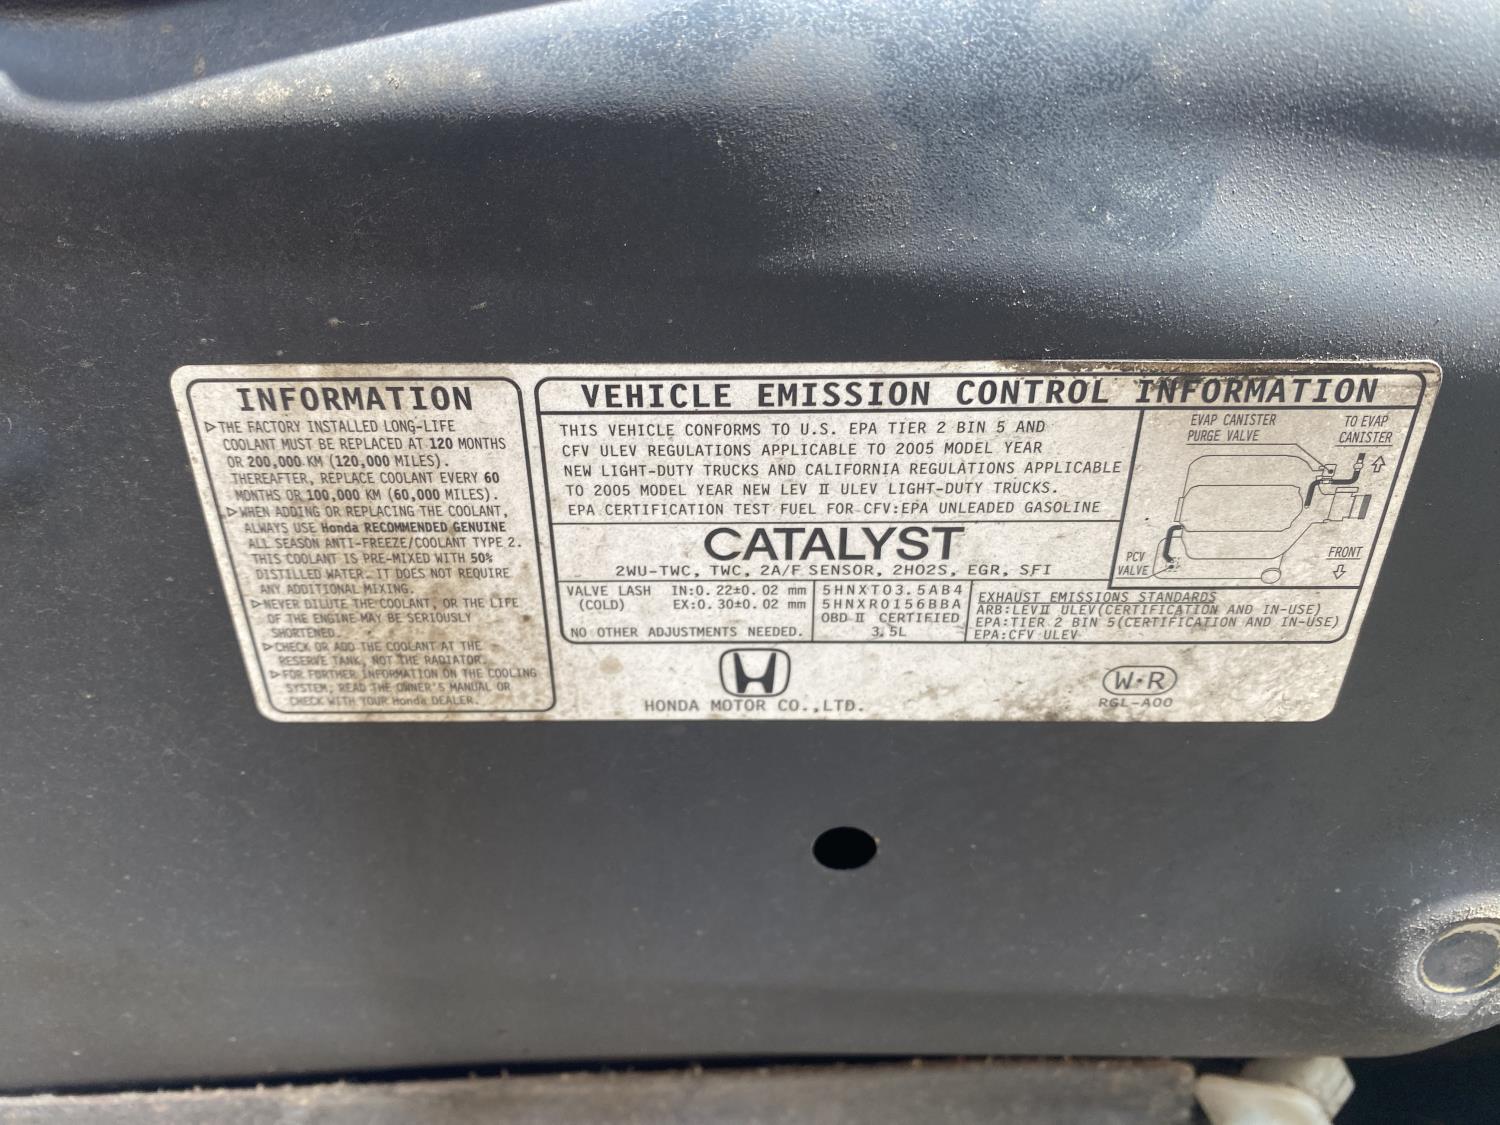 INFORMATION
▷THE FACTORY INSTALLED LONG-LIFE
COOLANT MUST BE REPLACED AT 120 MONTHS
OR 200,000 KM (120,000 MILES).
THEREAFTER, REPLACE COOLANT EVERY 60
MONTHS OR 100,000 KM (60,000 MILES).
▷WHEN ADDING OR REPLACING THE COOLANT,
ALWAYS USE Honda RECOMMENDED GENUINE
ALL SEASON ANTI-FREEZE/COOLANT TYPE 2.
THIS COOLANT IS PRE-MIXED WITH 50%
DISTILLED WATER. IT DOES NOT REQUIRE
ANY ADDITIONAL MIXING.
▷NEVER DILUTE THE COOLANT, OR THE LIFE
OF THE ENGINE MAY BE SERIOUSLY
SHORTENED.
▷CHECK OR ADD THE COOLANT AT THE
RESERVE TANK, NOT THE RADIATOR.
▷FOR FURTHER INFORMATION ON THE COOLING
SYSTEM, READ THE OWNER'S MANUAL OR
CHECK WITH YOUR Honda DEALER.
VEHICLE EMISSION CONTROL INFORMATION
THIS VEHICLE CONFORMS TO U.S. EPA TIER 2 BIN 5 AND
CFV ULEV REGULATIONS APPLICABLE TO 2005 MODEL YEAR
NEW LIGHT-DUTY TRUCKS AND CALIFORNIA REGULATIONS APPLICABLE
TO 2005 MODEL YEAR NEW LEV II ULEV LIGHT-DUTY TRUCKS.
EPA CERTIFICATION TEST FUEL FOR CFV:EPA UNLEADED GASOLINE
EVAP CANISTER
PURGE VALVE
TO EVAP
CANISTER
PCV
VALVE
FRONT
CATALYST
2WU-TWC, TWC, 2A/F SENSOR, 2HO2S, EGR, SFI
VALVE LASH IN:0.22±0.02 mm
(COLD) EX:0.30±0.02 mm
NO OTHER ADJUSTMENTS NEEDED.
5HNXT03.5AB4
5HNXR0156BBA
OBD II CERTIFIED
3.5L
EXHAUST EMISSIONS STANDARDS
ARB:LEVII ULEV(CERTIFICATION AND IN-USE)
EPA:TIER 2 BIN 5(CERTIFICATION AND IN-USE)
EPA:CFV ULEV
HONDA MOTOR CO.,LTD.
W·R
RGL-A00